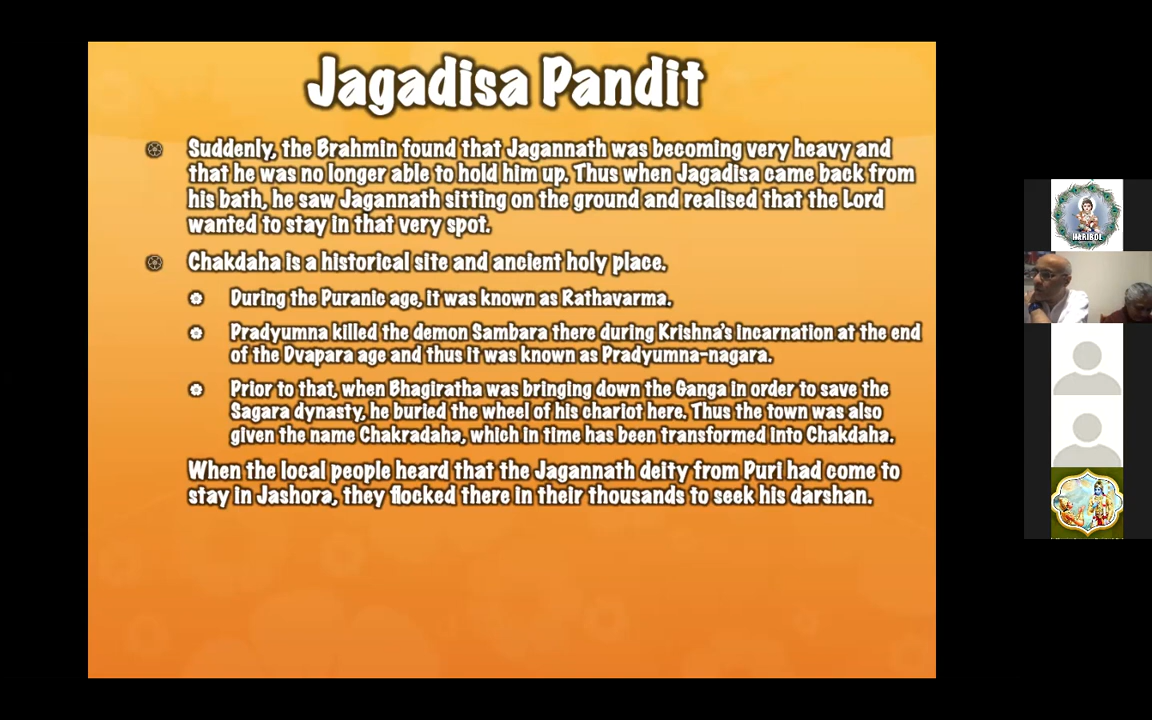 Jagadisa Pandit
Suddenly, the Brahmin found that Jagannath was becoming very heavy and
that he was no longer able to hold him up. Thus when Jagadisa came back from
his bath, he saw Jagannath sitting on the ground and realised that the Lord
wanted to stay in that very spot.
Chakdaha is a historical site and ancient holy place.
During the Puranic age, it was known as Rathavarma.
Pradyumna killed the demon Sambara there during Krishna's incarnation at the end
of the Dvapara age and thus it was known as Pradyumna-nagara.
Prior to that, when Bhagiratha was bringing down the Ganga in order to save the
Sagara dynasty, he buried the wheel of his chariot here. Thus the town was also
given the name Chakradaha, which in time has been transformed into Chakdaha.
When the local people heard that the Jagannath deity from Puri had come to
stay in Jashora, they flocked there in their thousands to seek his darshan.
HARIBOL